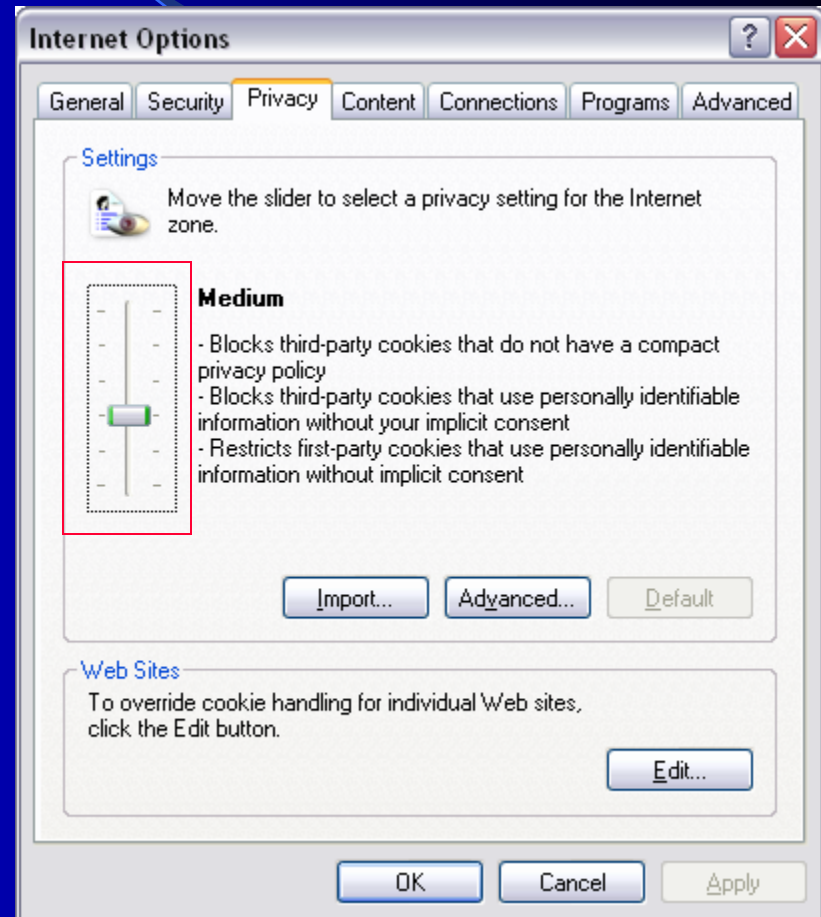 Internet Options
General Security Privacy Content Connections Programs Advanced
Settings
Move the slider to select a privacy setting for the Internet
zone.
Medium
- Blocks third-party cookies that do not have a compact
privacy policy
- Blocks third-party cookies that use personally identifiable
information without your implicit consent
- Restricts first-party cookies that use personally identifiable
information without implicit consent
Import... Advanced... Default
Web Sites
To override cookie handling for individual Web sites,
click the Edit button.
Edit...
OK Cancel Apply